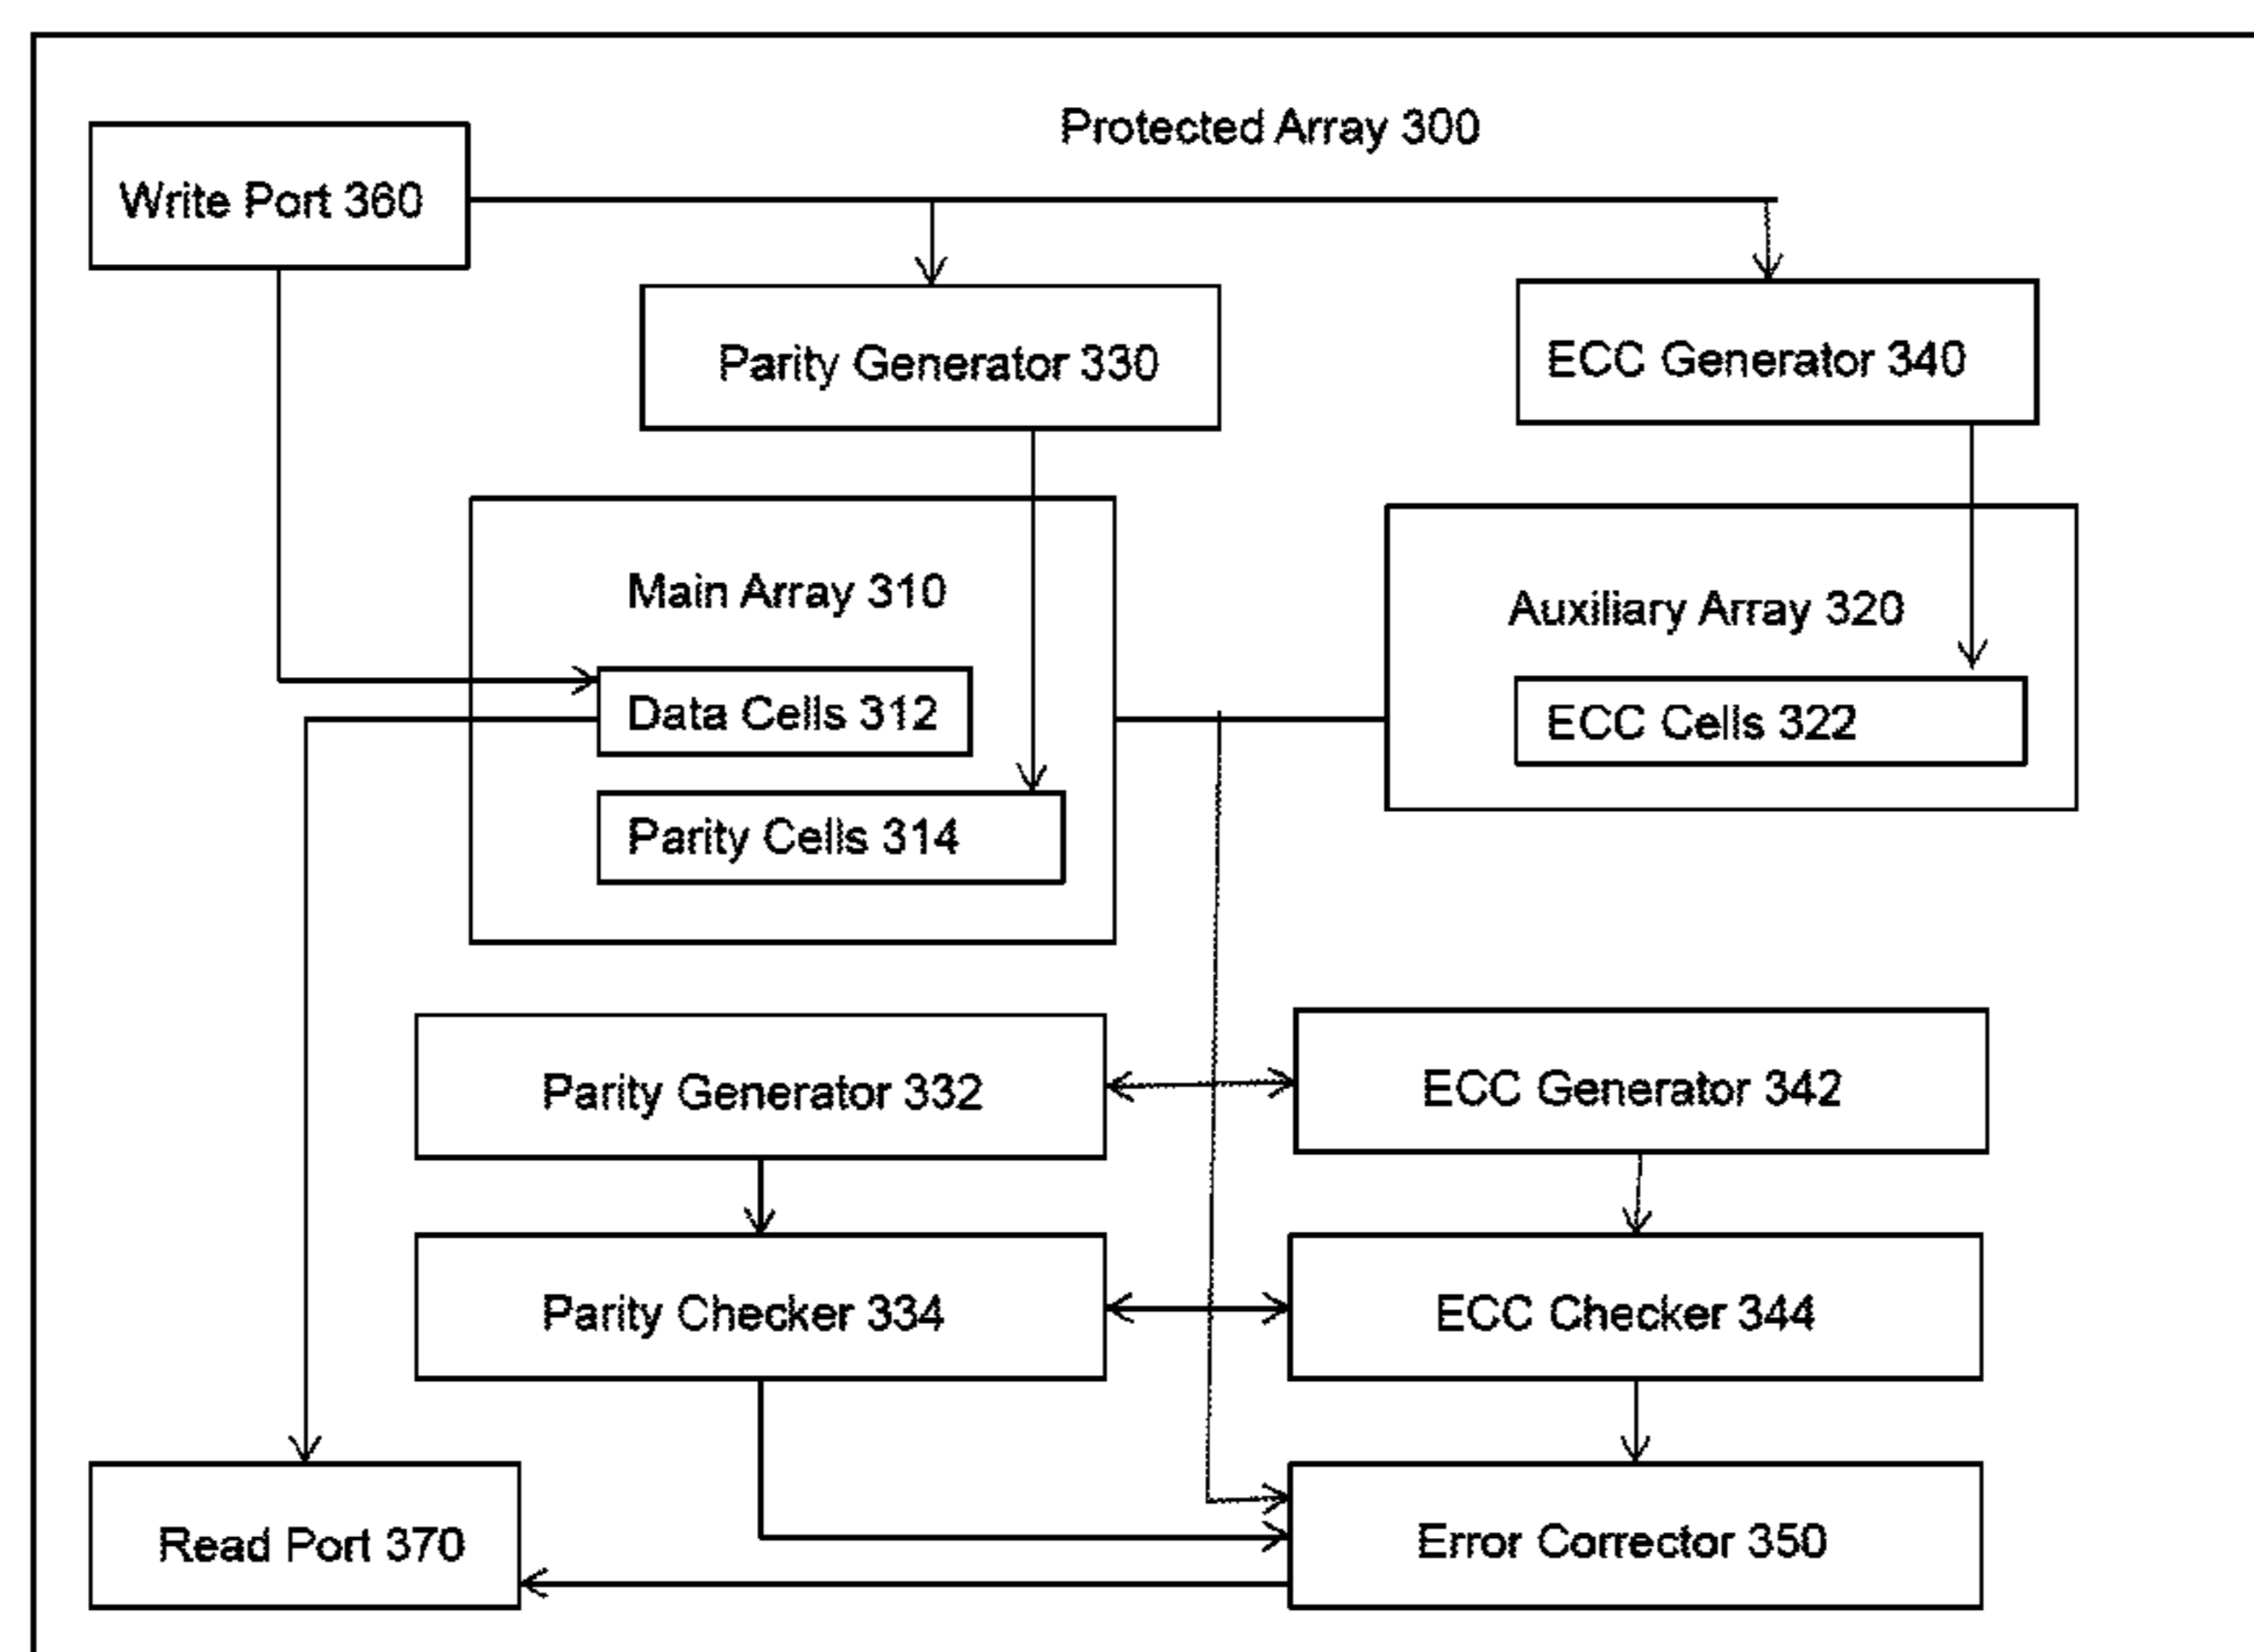 Protected Array 300
Write Port 360
Parity Generator 330
ECC Generator 340
Main Array 310
Auxiliary Array 320
Data Cells 312
ECC Cells 322
Parity Cells 314
Parity Generator 332
ECC Generator 342
Parity Checker 334
ECC Checker 344
Read Port 370
Error Corrector 350